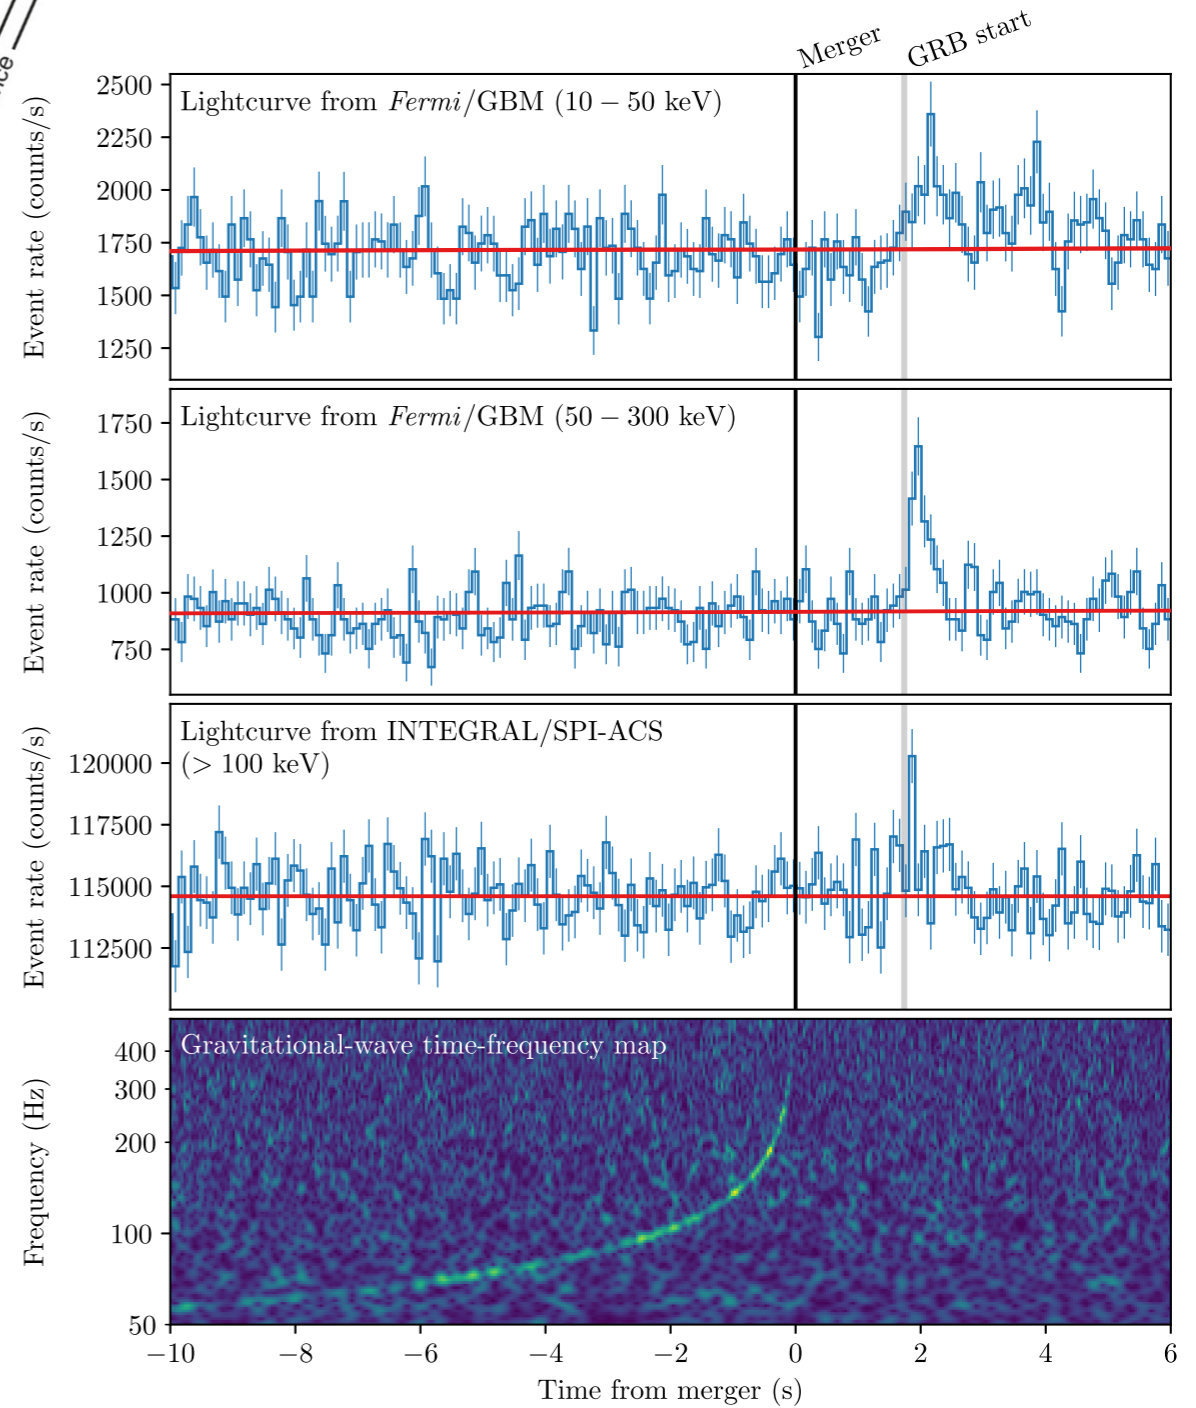 Merger
GRB start
Lightcurve from Fermi/GBM (10 − 50 keV)
Event rate (counts/s)
2500
2250
2000
1750
1500
1250
Lightcurve from Fermi/GBM (50 − 300 keV)
Event rate (counts/s)
1750
1500
1250
1000
750
Lightcurve from INTEGRAL/SPI-ACS
(> 100 keV)
Event rate (counts/s)
120000
117500
115000
112500
Gravitational-wave time-frequency map
Frequency (Hz)
400
300
200
100
50
−10 −8 −6 −4 −2 0 2 4 6
Time from merger (s)